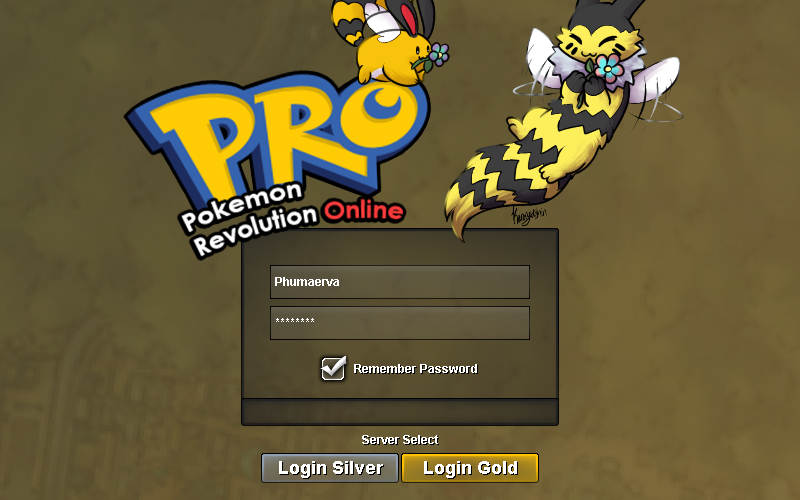 PRO
Pokemon
Revolution Online
Phumaerva
********
Remember Password
Server Select
Login Silver
Login Gold